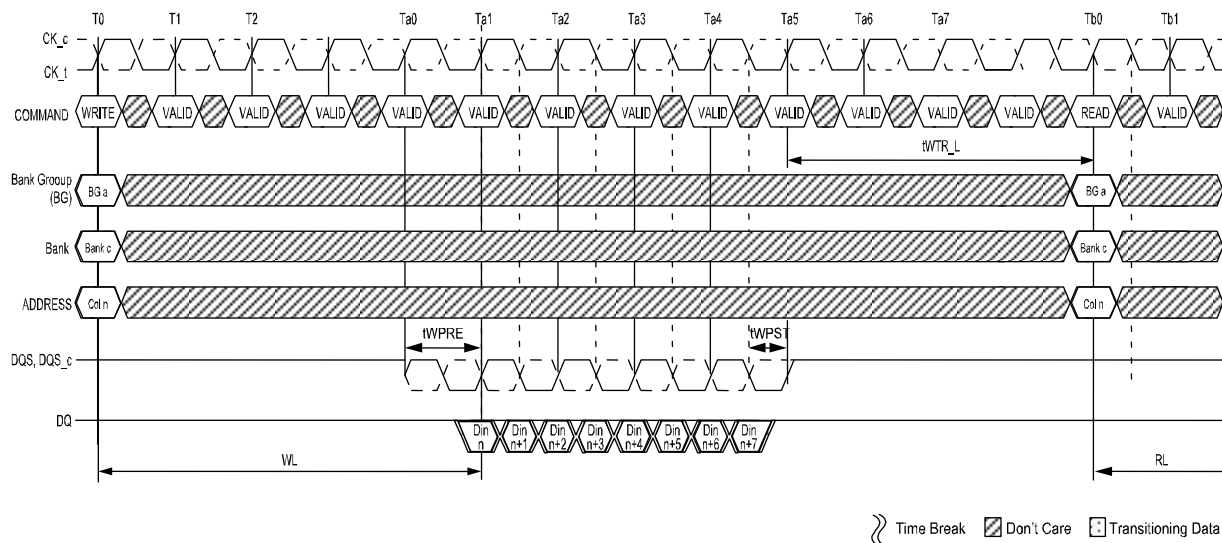 T0 T1 T2 Ta0 Ta1 Ta2 Ta3 Ta4 Ta5 Ta6 Ta7 Tb0 Tb1
CK_c
CK_t
COMMAND WRITE VALID VALID VALID VALID VALID VALID VALID VALID VALID VALID VALID VALID READ VALID
tWTR_L
Bank Grooup
(BG) BG a BG a
Bank Bank c Bank c
ADDRESS Col n Col n
tWPRE tWPST
DQS, DQS_c
DQ Din n Din n+1 Din n+2 Din n+3 Din n+4 Din n+5 Din n+6 Din n+7
WL RL
Time Break Don't Care Transitioning Data